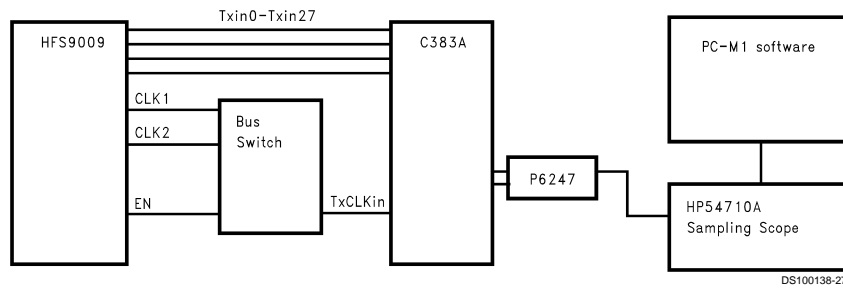 Txin0-Txin27
HFS9009
C383A
PC-M1 software
CLK1
CLK2
Bus
Switch
EN
TxCLKin
P6247
HP54710A
Sampling Scope